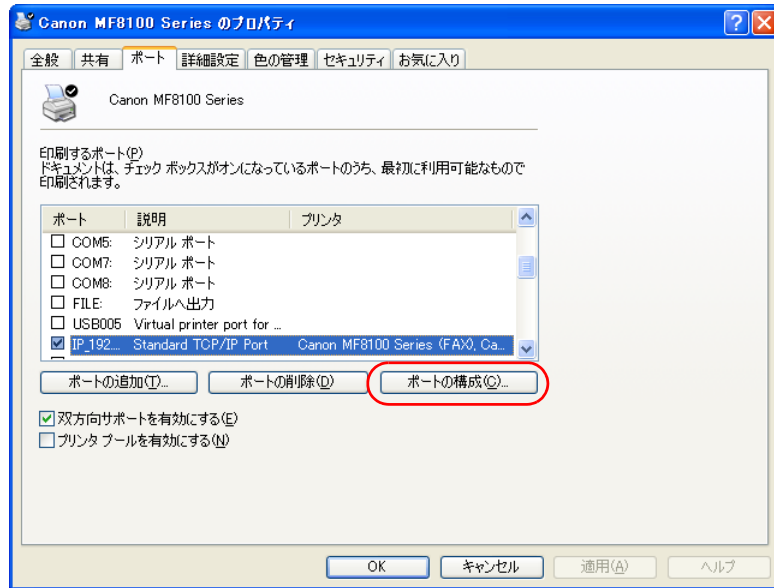 Canon MF8100 Series のプロパティ
全般 共有 ポート 詳細設定 色の管理 セキュリティ お気に入り
Canon MF8100 Series
印刷するポート(P)
ドキュメントは、チェック ボックスがオンになっているポートのうち、最初に利用可能なもので
印刷されます。
ポート 説明 プリンタ
COM5: シリアル ポート
COM7: シリアル ポート
COM8: シリアル ポート
FILE: ファイルへ出力
USB005 Virtual printer port for ...
IP_192... Standard TCP/IP Port Canon MF8100 Series (FAX), Ca...
ポートの追加(T)... ポートの削除(D) ポートの構成(C)...
双方向サポートを有効にする(E)
プリンタ プールを有効にする(N)
OK キャンセル 適用(A) ヘルプ